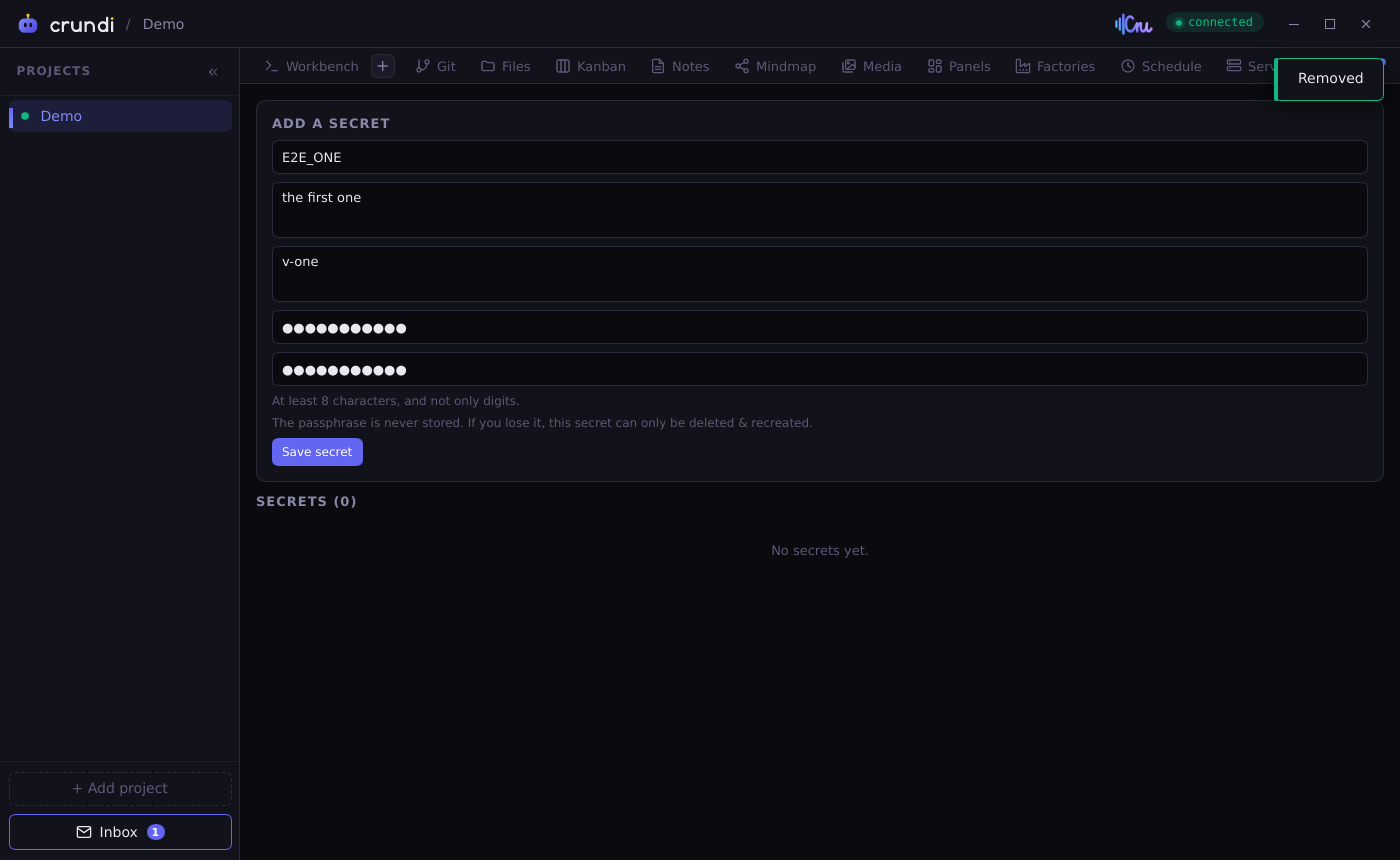 crundi / Demo
Cru
connected
PROJECTS «
Workbench + Git Files Kanban Notes Mindmap Media Panels Factories Schedule
Removed
Demo
ADD A SECRET
E2E_ONE
the first one
v-one
●●●●●●●●●●●
●●●●●●●●●●●
At least 8 characters, and not only digits.
The passphrase is never stored. If you lose it, this secret can only be deleted & recreated.
Save secret
SECRETS (0)
No secrets yet.
+ Add project
Inbox 1